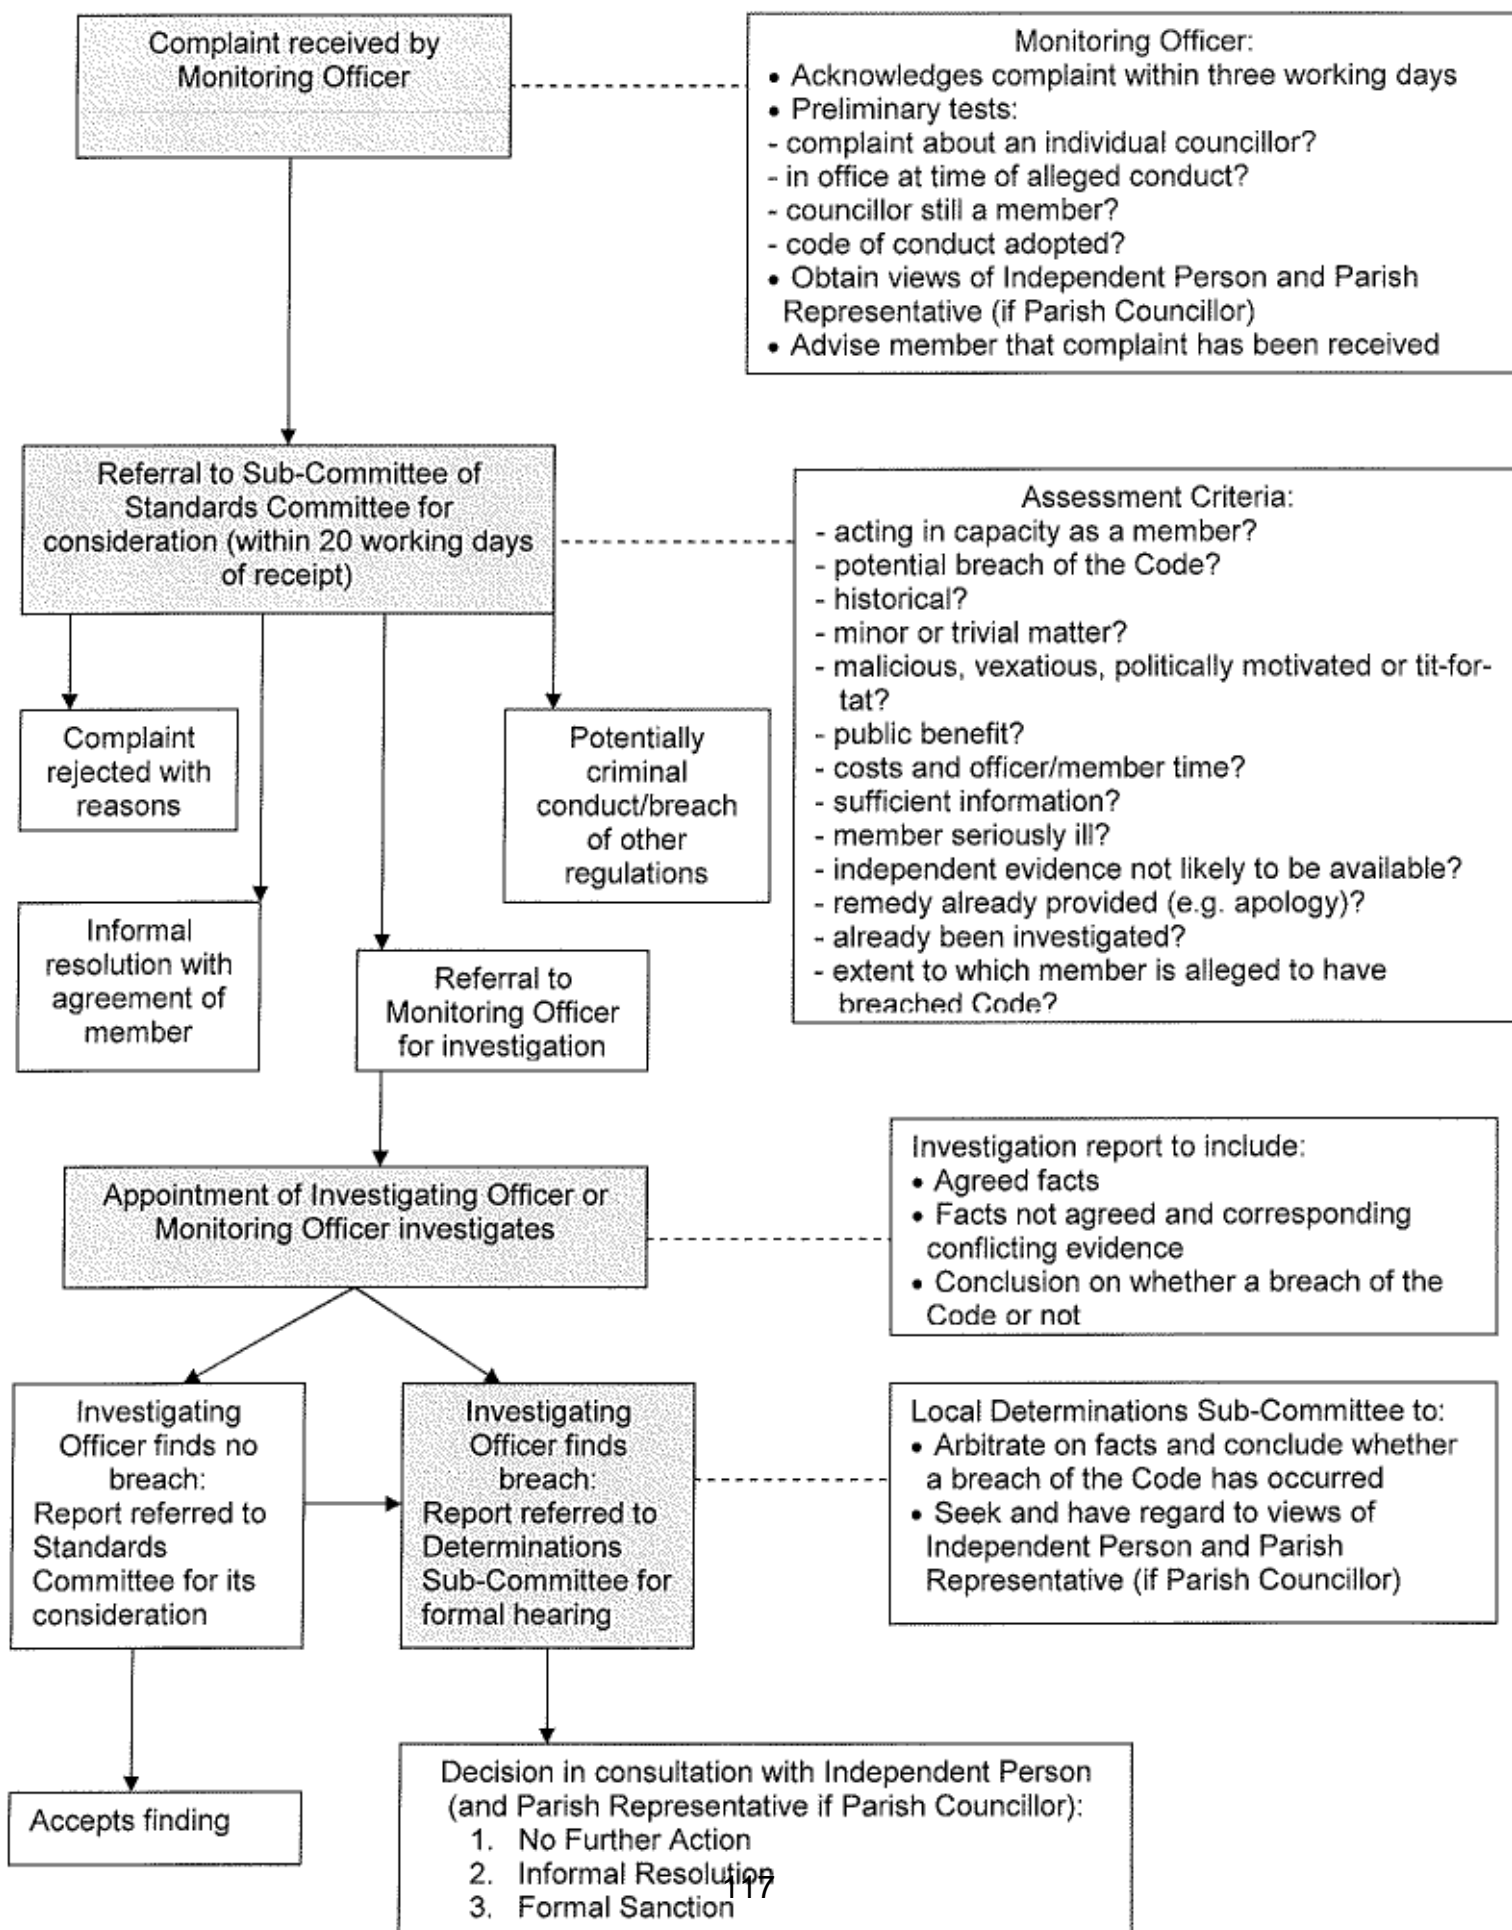 Complaint received by
Monitoring Officer
Monitoring Officer:
• Acknowledges complaint within three working days
• Preliminary tests:
- complaint about an individual councillor?
- in office at time of alleged conduct?
- councillor still a member?
- code of conduct adopted?
• Obtain views of Independent Person and Parish
Representative (if Parish Councillor)
• Advise member that complaint has been received
Referral to Sub-Committee of
Standards Committee for
consideration (within 20 working days
of receipt)
Assessment Criteria:
- acting in capacity as a member?
- potential breach of the Code?
- historical?
- minor or trivial matter?
- malicious, vexatious, politically motivated or tit-for-
tat?
- public benefit?
- costs and officer/member time?
- sufficient information?
- member seriously ill?
- independent evidence not likely to be available?
- remedy already provided (e.g. apology)?
- already been investigated?
- extent to which member is alleged to have
breached Code?
Complaint
rejected with
reasons
Potentially
criminal
conduct/breach
of other
regulations
Informal
resolution with
agreement of
member
Referral to
Monitoring Officer
for investigation
Appointment of Investigating Officer or
Monitoring Officer investigates
Investigation report to include:
• Agreed facts
• Facts not agreed and corresponding
conflicting evidence
• Conclusion on whether a breach of the
Code or not
Investigating
Officer finds no
breach:
Report referred to
Standards
Committee for its
consideration
Investigating
Officer finds
breach:
Report referred to
Determinations
Sub-Committee for
formal hearing
Local Determinations Sub-Committee to:
• Arbitrate on facts and conclude whether
a breach of the Code has occurred
• Seek and have regard to views of
Independent Person and Parish
Representative (if Parish Councillor)
Accepts finding
Decision in consultation with Independent Person
(and Parish Representative if Parish Councillor):
1. No Further Action
2. Informal Resolution
3. Formal Sanction
117